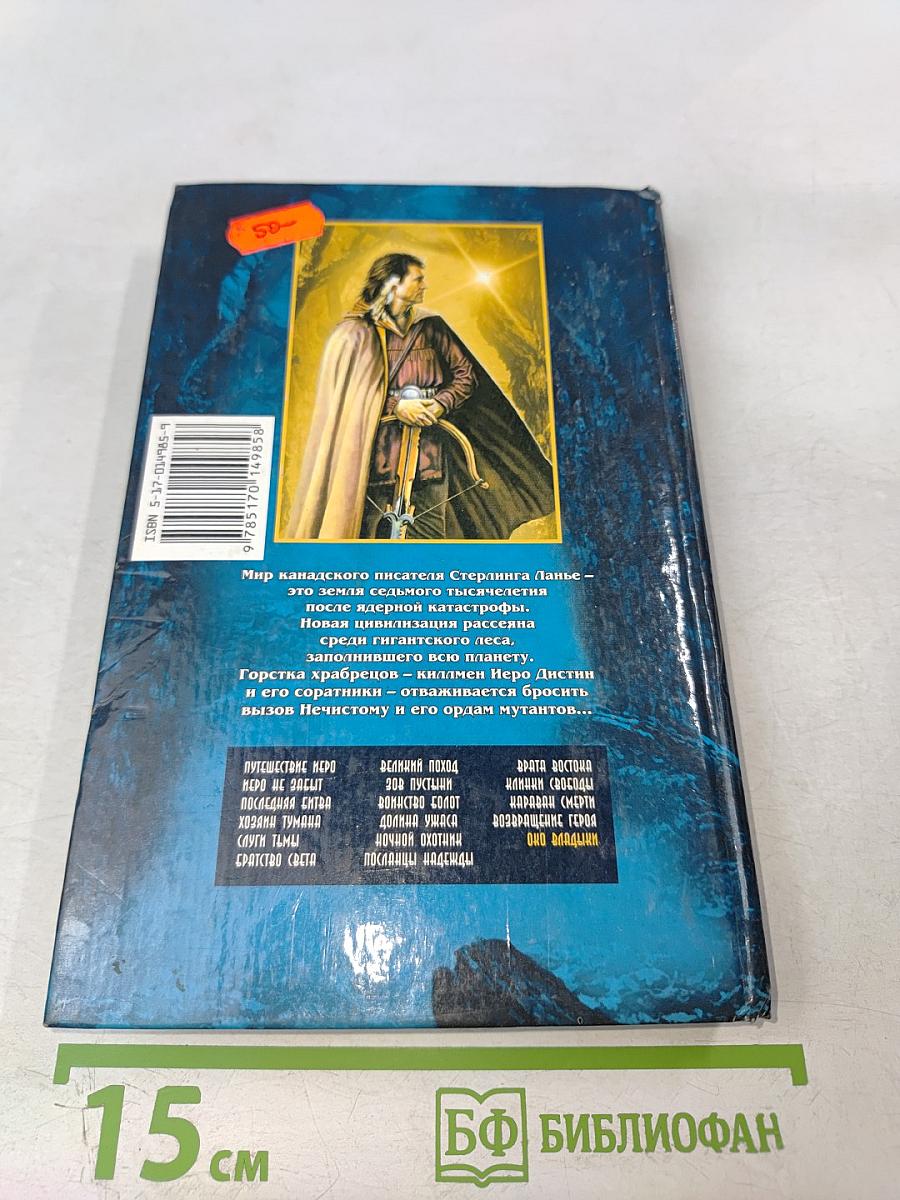 50-
ISBN 5-17-014985-9
9785170149858
Мир канадского писателя Стерлинга Ланье –
это земля седьмого тысячелетия
после ядерной катастрофы.
Новая цивилизация рассеяна
среди гигантского леса,
заполнившего всю планету.
Горстка храбрецов – киллмен Иеро Дистин
и его соратники – отваживается бросить
вызов Нечистому и его ордам мутантов...
ПУТЕШЕСТВИЕ ИЕРО
ИЕРО НЕ ЗАБЫТ
ПОСЛЕДНЯЯ БИТВА
ХОЗЯИН ТУМАНА
СЛУГИ ТЬМЫ
БРАТСТВО СВЕТА
ВЕЛИКИЙ ПОХОД
ЗОВ ПУСТЫНИ
ВОИНСТВО БОЛОТ
ДОЛИНА УЖАСА
НОЧНОЙ ОХОТНИК
ПОСЛАНЦЫ НАДЕЖДЫ
ВРАТА ВОСТОКА
КЛИНКИ СВОБОДЫ
КАРАВАН СМЕРТИ
ВОЗВРАЩЕНИЕ ГЕРОЯ
ОКО ВЛАДЫКИ
15 см
БФ БИБЛИОФАН